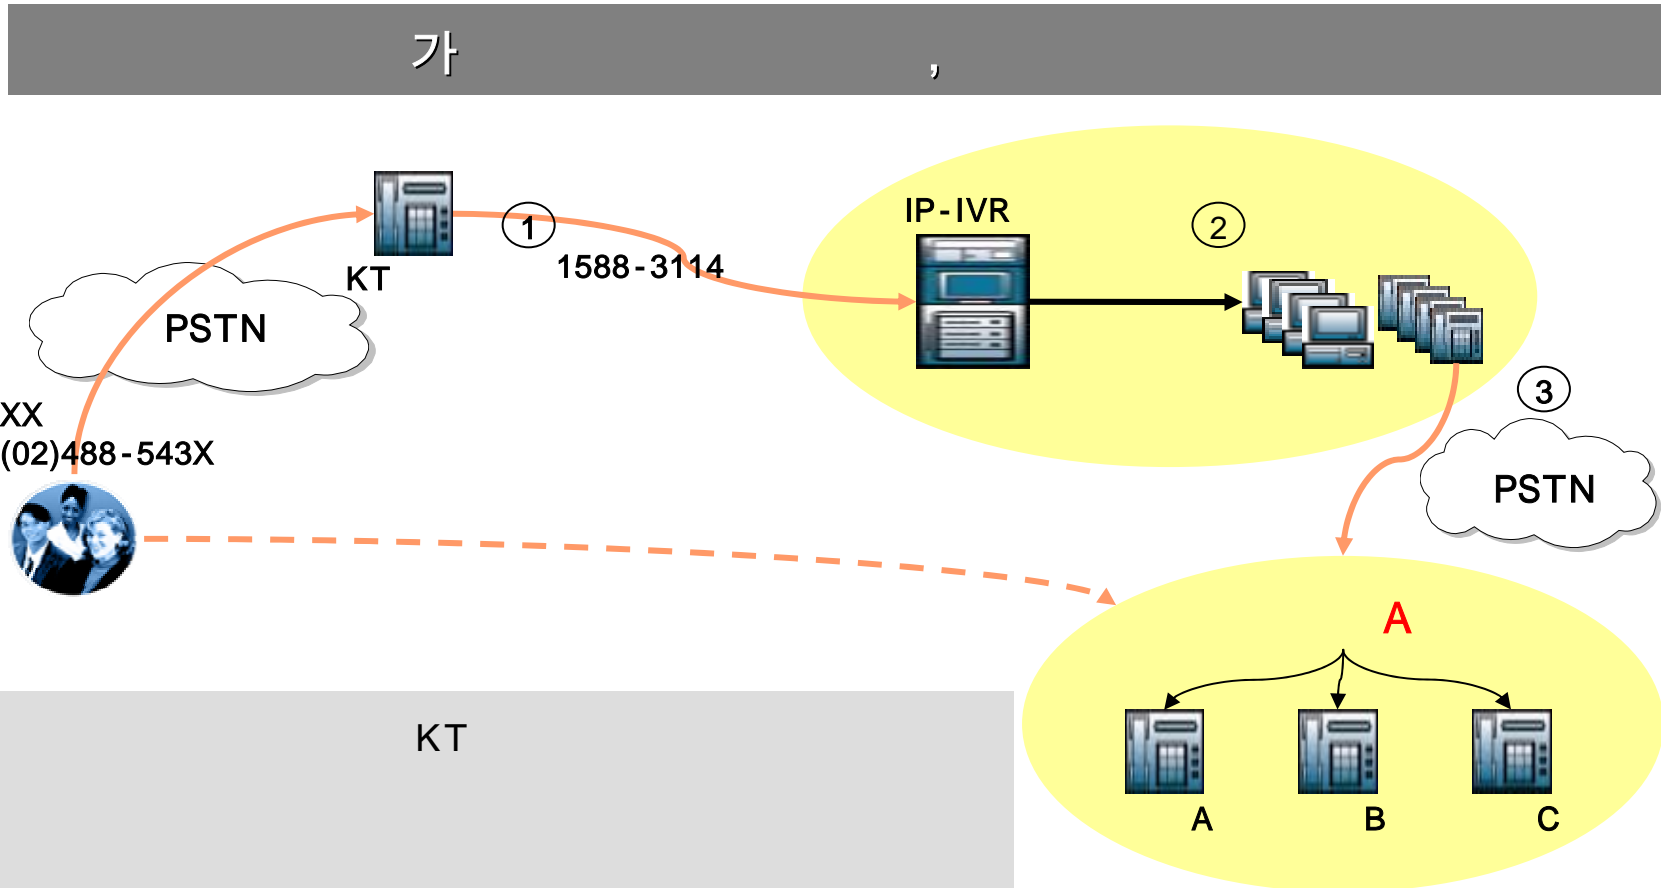 가 ,
IP-IVR
1
2
1588-3114
KT
PSTN
3
XX
(02)488-543X
PSTN
A
KT
A B C